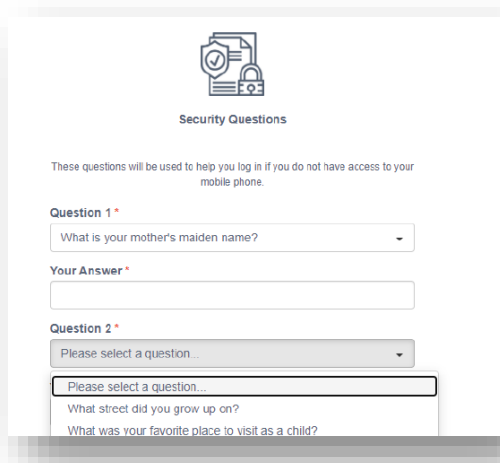 Security Questions
These questions will be used to help you log in if you do not have access to your
mobile phone.
Question 1 *
What is your mother's maiden name?
Your Answer *
Question 2 *
Please select a question...
Please select a question...
What street did you grow up on?
What was your favorite place to visit as a child?